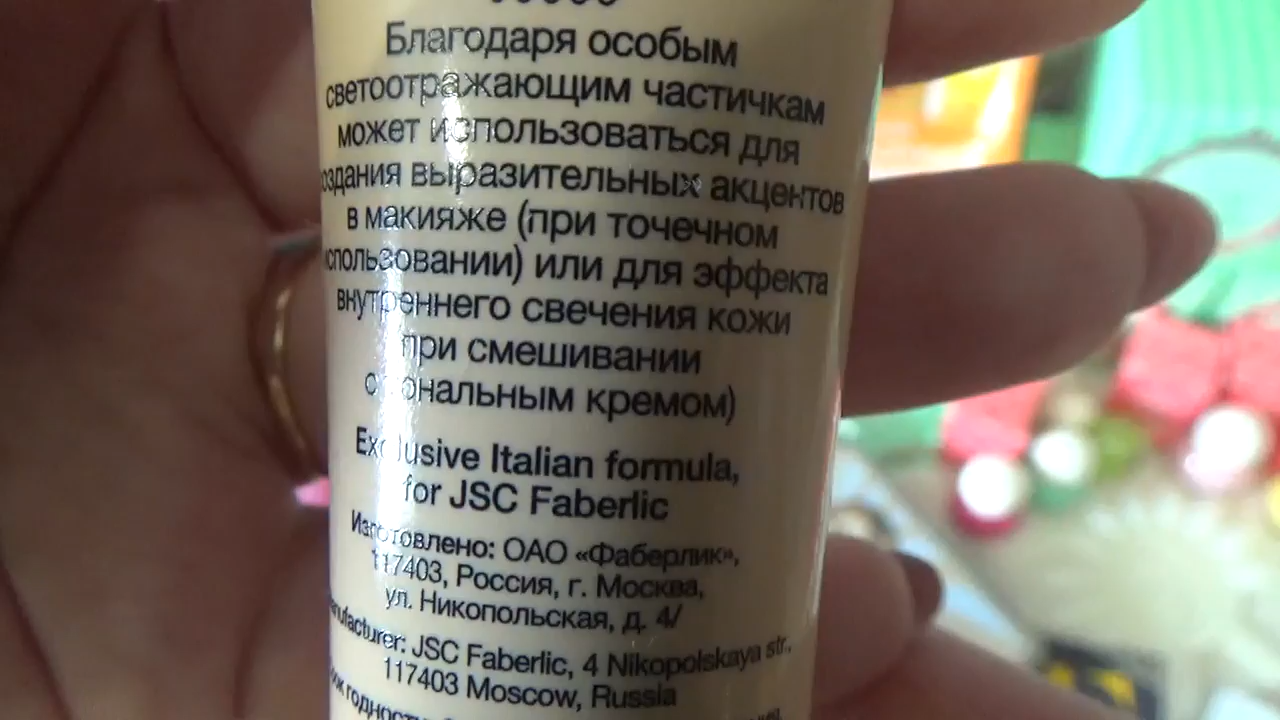 Благодаря особым
светоотражающим частичкам
может использоваться для
создания выразительных акцентов
в макияже (при точечном
использовании) или для эффекта
внутреннего свечения кожи
при смешивании
с тональным кремом)
Exclusive Italian formula,
for JSC Faberlic
Изготовлено: ОАО «Фаберлик»,
117403, Россия, г. Москва,
ул. Никопольская, д. 4/
Manufacturer: JSC Faberlic, 4 Nikopolskaya str.,
117403 Moscow, Russia
годности: